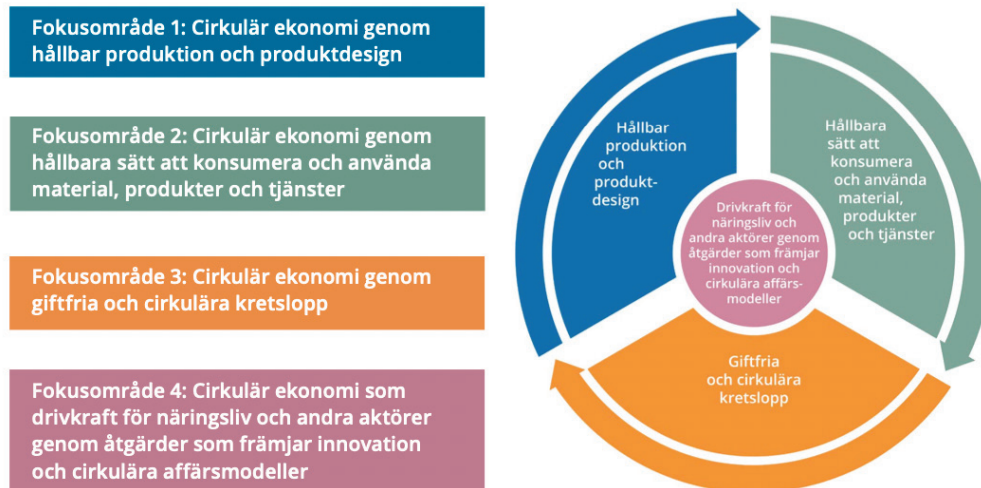 Fokusområde 1: Cirkulär ekonomi genom
hållbar produktion och produktdesign
Fokusområde 2: Cirkulär ekonomi genom
hållbara sätt att konsumera och använda
material, produkter och tjänster
Fokusområde 3: Cirkulär ekonomi genom
giftfria och cirkulära kretslopp
Fokusområde 4: Cirkulär ekonomi som
drivkraft för näringsliv och andra aktörer
genom åtgärder som främjar innovation
och cirkulära affärsmodeller
Hållbar
produktion
och
produkt-
design
Hållbara
sätt att
konsumera
och använda
material,
produkter
och tjänster
Drivkraft för
näringsliv och
andra aktörer genom
åtgärder som främjar
innovation och
cirkulära affärs-
modeller
Giftfria
och cirkulära
kretslopp